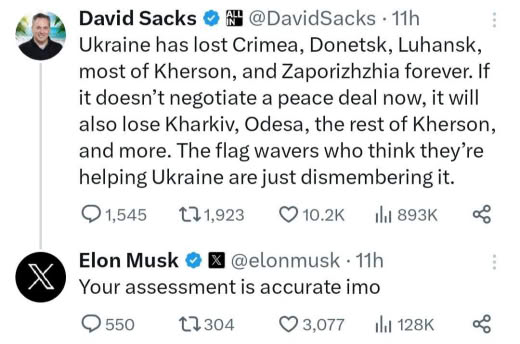 David Sacks ALL IN @DavidSacks · 11h
Ukraine has lost Crimea, Donetsk, Luhansk,
most of Kherson, and Zaporizhzhia forever. If
it doesn’t negotiate a peace deal now, it will
also lose Kharkiv, Odesa, the rest of Kherson,
and more. The flag wavers who think they’re
helping Ukraine are just dismembering it.
1,545 1,923 10.2K 893K
Elon Musk X @elonmusk · 11h
Your assessment is accurate imo
550 304 3,077 128K